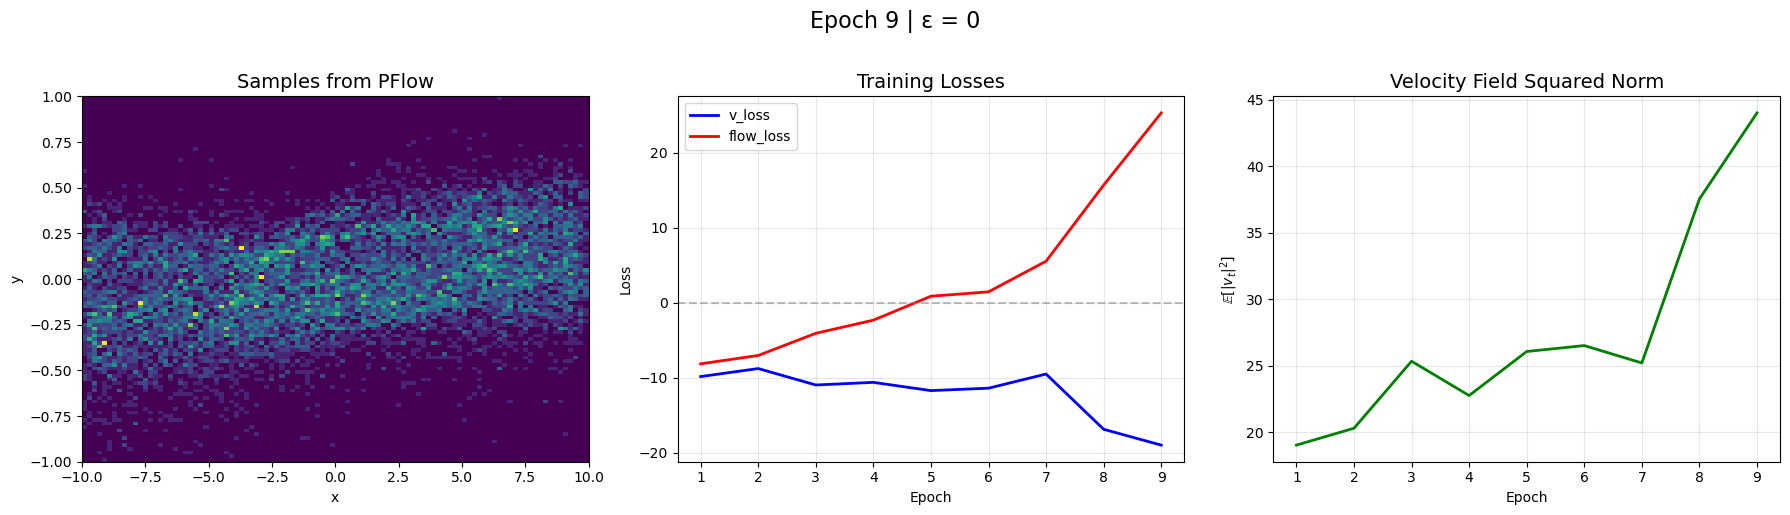 Epoch 9 | ε = 0
Samples from PFlow
1.00
0.75
0.50
0.25
0.00
−0.25
−0.50
−0.75
−1.00
y
−10.0 −7.5 −5.0 −2.5 0.0 2.5 5.0 7.5 10.0
x
Training Losses
v_loss
flow_loss
20
10
0
−10
−20
Loss
1 2 3 4 5 6 7 8 9
Epoch
Velocity Field Squared Norm
45
40
35
30
25
20
𝔼[|v_t|²]
1 2 3 4 5 6 7 8 9
Epoch